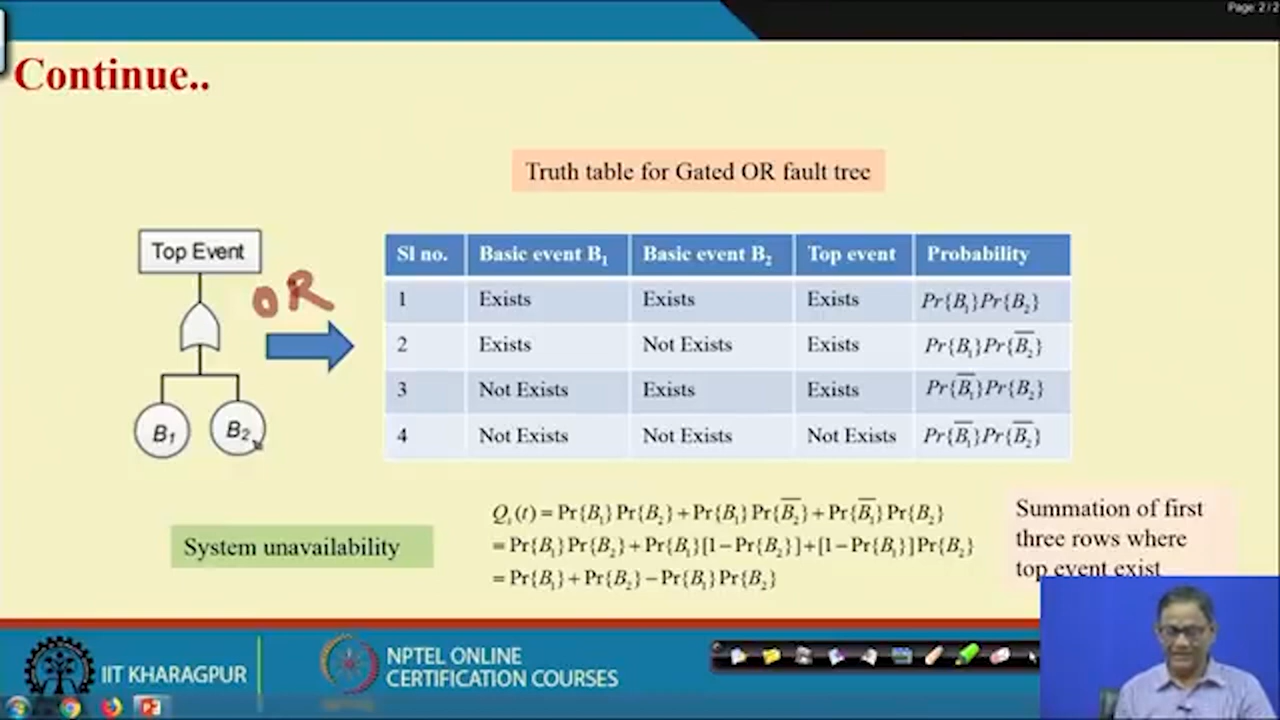 Page: 2 / 2
Continue..
Truth table for Gated OR fault tree
Top Event
OR
B₁
B₂
Sl no. Basic event B₁ Basic event B₂ Top event Probability
1 Exists Exists Exists Pr{B₁}Pr{B₂}
2 Exists Not Exists Exists Pr{B₁}Pr{B̅₂}
3 Not Exists Exists Exists Pr{B̅₁}Pr{B₂}
4 Not Exists Not Exists Not Exists Pr{B̅₁}Pr{B̅₂}
System unavailability
Qₛ(t) = Pr{B₁}Pr{B₂}+Pr{B₁}Pr{B̅₂}+Pr{B̅₁}Pr{B₂}
= Pr{B₁}Pr{B₂}+Pr{B₁}[1−Pr{B₂}]+[1−Pr{B₁}]Pr{B₂}
= Pr{B₁}+Pr{B₂}−Pr{B₁}Pr{B₂}
Summation of first
three rows where
top event exist
IIT KHARAGPUR
NPTEL ONLINE
CERTIFICATION COURSES